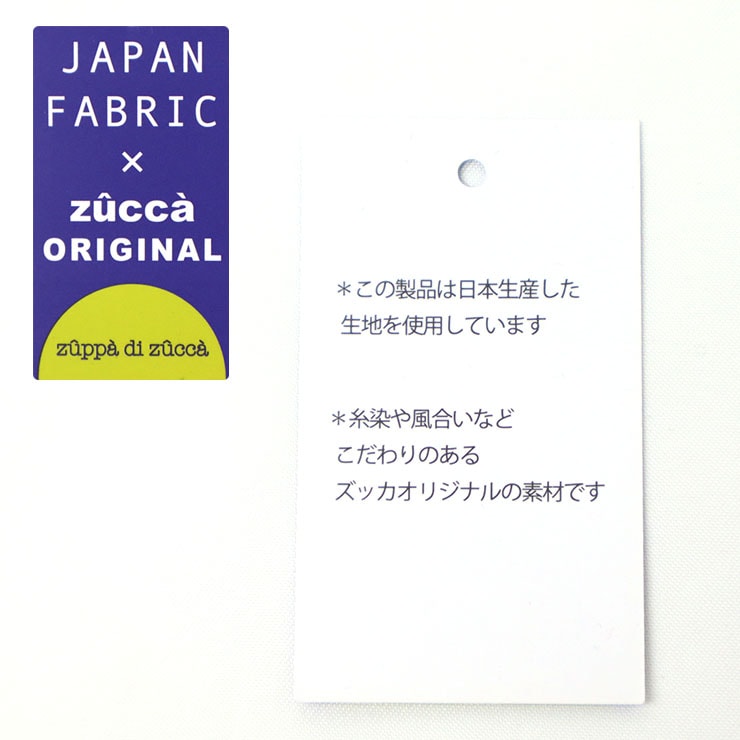 JAPAN
FABRIC
×
zûccà
ORIGINAL
zûppà di zûccà
＊この製品は日本生産した
生地を使用しています
＊糸染や風合いなど
こだわりのある
ズッカオリジナルの素材です